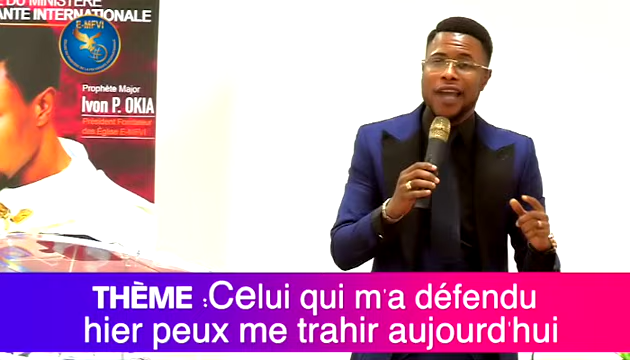 DU MINISTÈRE
ANTE INTERNATIONALE
E-MFVI
Prophète Major
Ivon P. OKIA
Président Fondateur
des Église E-MFVI
THÈME :Celui qui m'a défendu
hier peux me trahir aujourd'hui